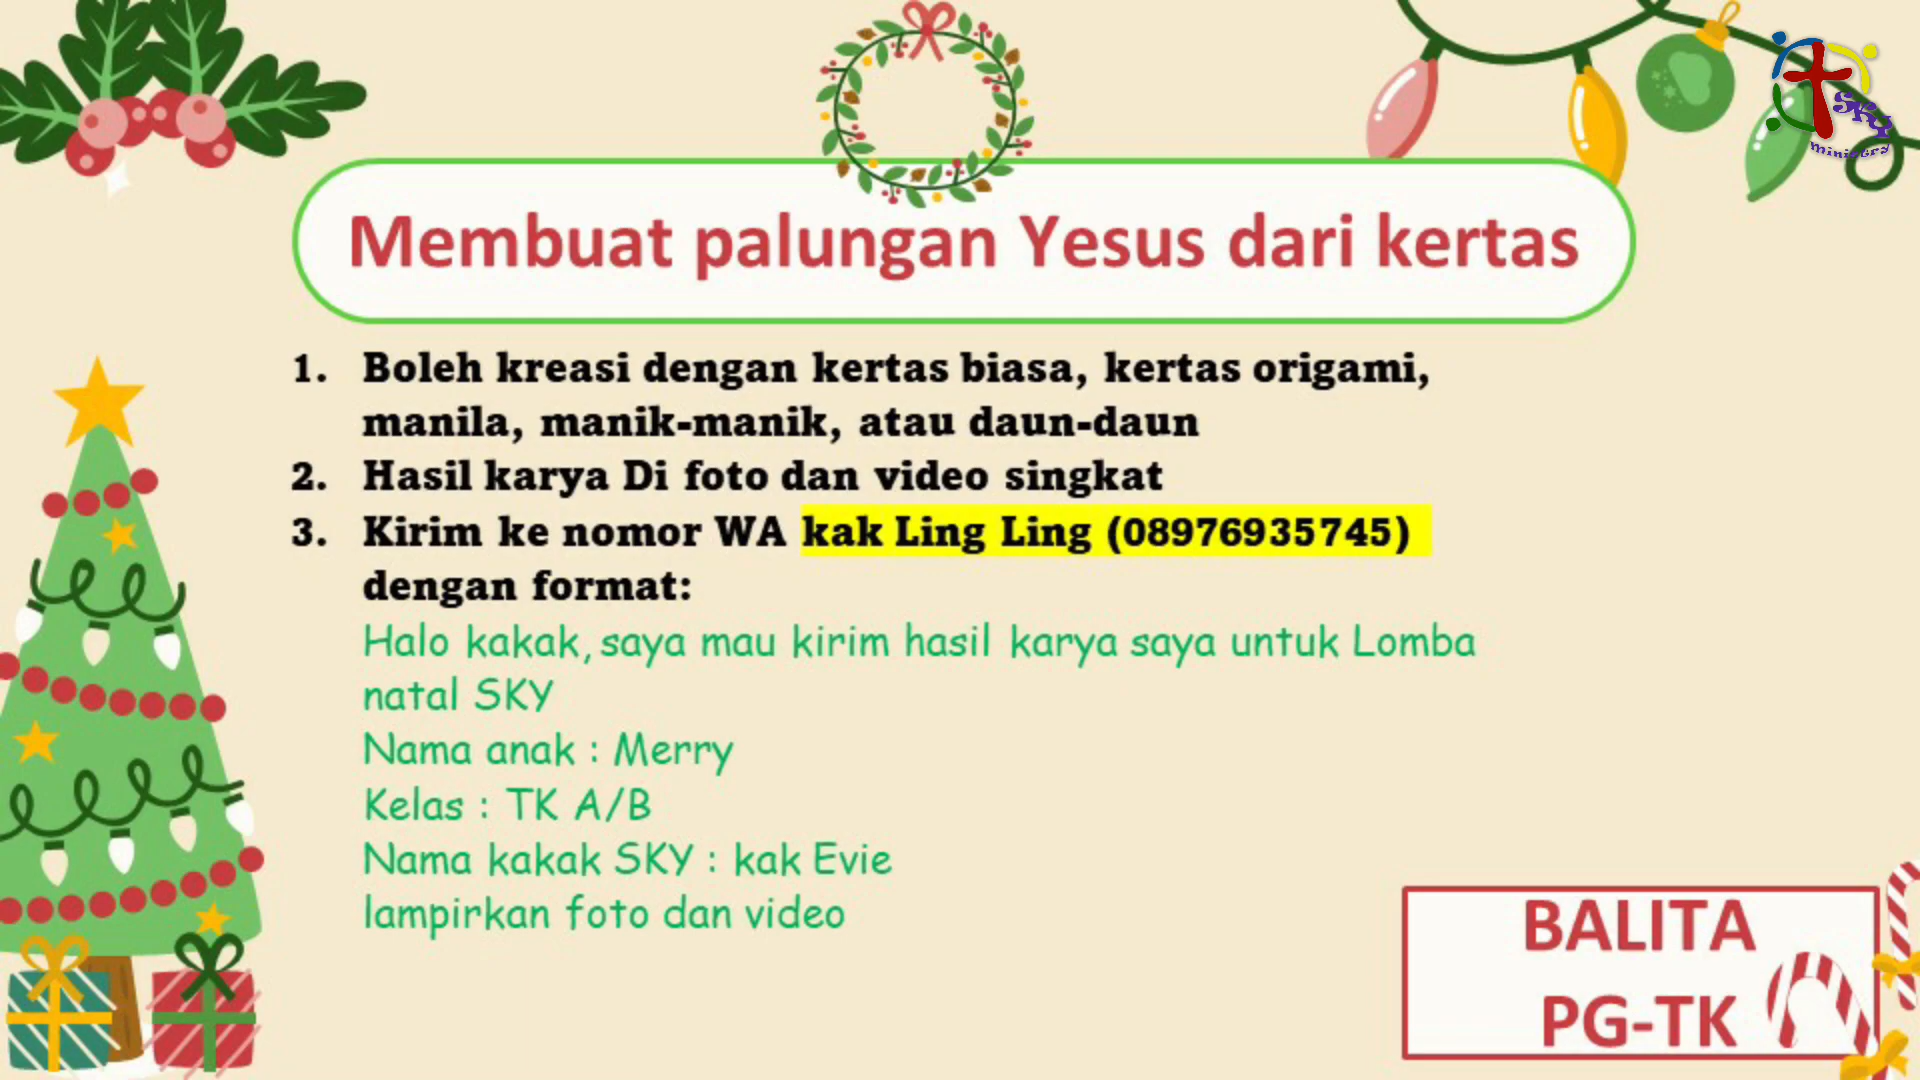 SKY
ministry
Membuat palungan Yesus dari kertas
1. Boleh kreasi dengan kertas biasa, kertas origami,
manila, manik-manik, atau daun-daun
2. Hasil karya Di foto dan video singkat
3. Kirim ke nomor WA kak Ling Ling (08976935745)
dengan format:
Halo kakak, saya mau kirim hasil karya saya untuk Lomba
natal SKY
Nama anak : Merry
Kelas : TK A/B
Nama kakak SKY : kak Evie
lampirkan foto dan video
BALITA
PG-TK